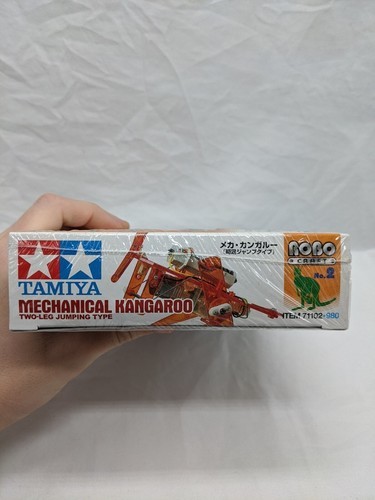 TAMIYA
MECHANICAL KANGAROO
TWO-LEG JUMPING TYPE
メカ・カンガルー
ROBO
CRAFT
No.2
ITEM 71102-980